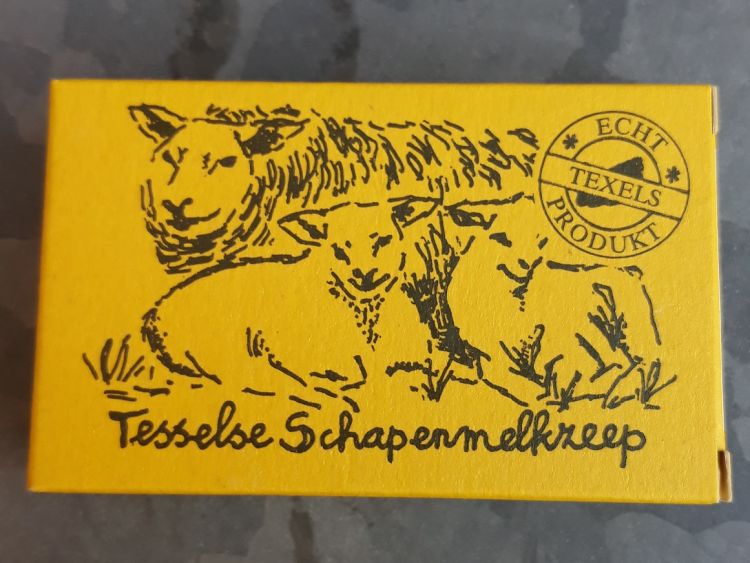 ECHT
TEXELS
PRODUKT
Tesselse Schapenmelkzeep